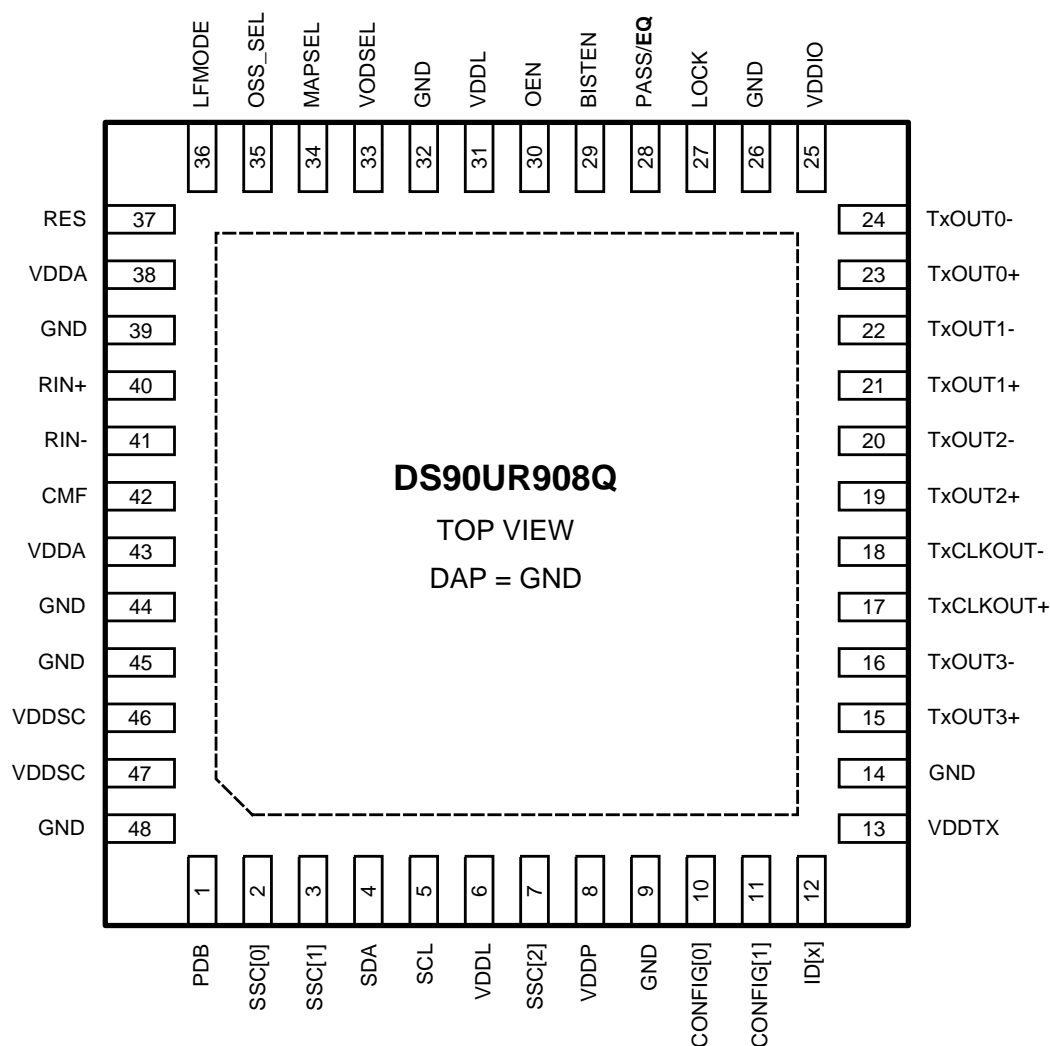 LFMODE
OSS_SEL
MAPSEL
VODSEL
GND
VDDL
OEN
BISTEN
PASS/EQ
LOCK
GND
VDDIO
36
35
34
33
32
31
30
29
28
27
26
25
RES 37
VDDA 38
GND 39
RIN+ 40
RIN- 41
CMF 42
VDDA 43
GND 44
GND 45
VDDSC 46
VDDSC 47
GND 48
DS90UR908Q
TOP VIEW
DAP = GND
24 TxOUT0-
23 TxOUT0+
22 TxOUT1-
21 TxOUT1+
20 TxOUT2-
19 TxOUT2+
18 TxCLKOUT-
17 TxCLKOUT+
16 TxOUT3-
15 TxOUT3+
14 GND
13 VDDTX
1
2
3
4
5
6
7
8
9
10
11
12
PDB
SSC[0]
SSC[1]
SDA
SCL
VDDL
SSC[2]
VDDP
GND
CONFIG[0]
CONFIG[1]
ID[x]